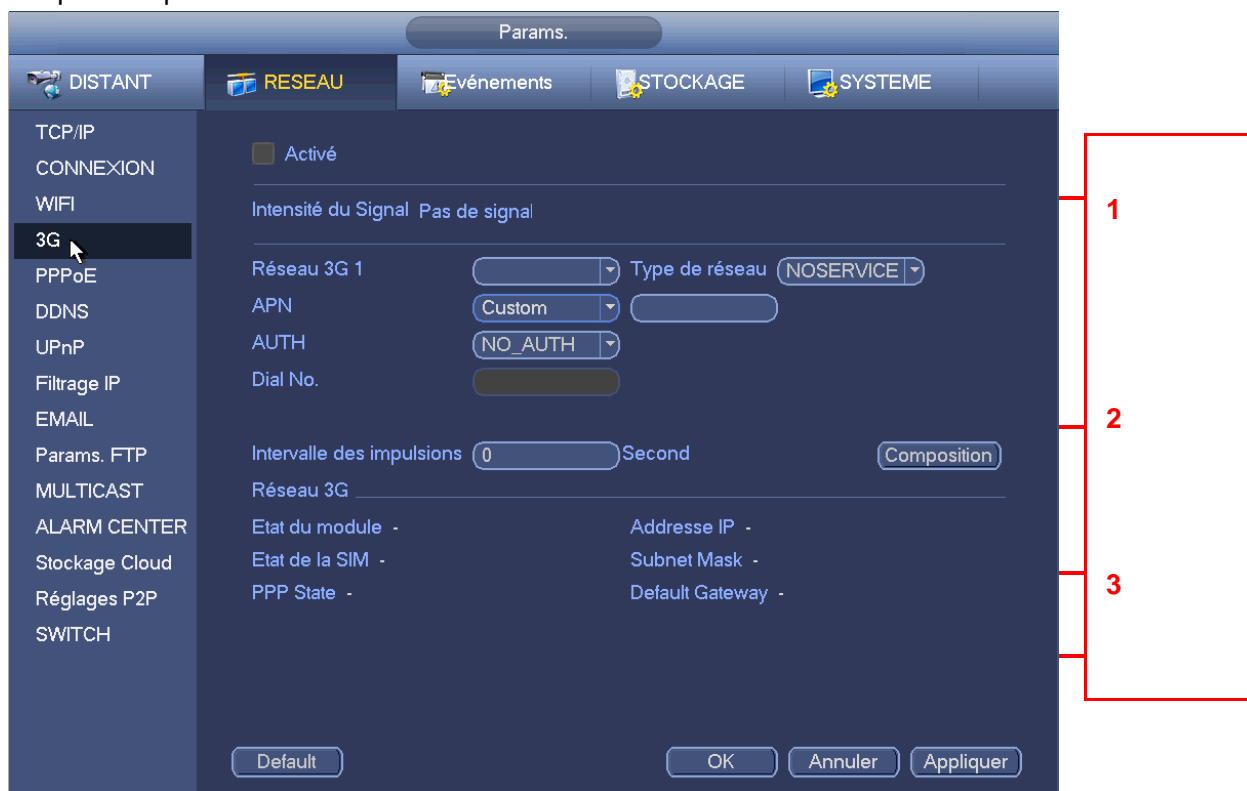 Params.
DISTANT
RESEAU
Evénements
STOCKAGE
SYSTEME
TCP/IP
CONNEXION
WIFI
3G
PPPoE
DDNS
UPnP
Filtrage IP
EMAIL
Params. FTP
MULTICAST
ALARM CENTER
Stockage Cloud
Réglages P2P
SWITCH
Activé
Intensité du Signal Pas de signal
Réseau 3G 1 Type de réseau NOSERVICE
APN Custom
AUTH NO_AUTH
Dial No.
Intervalle des impulsions 0 Second Composition
Réseau 3G
Etat du module - Addresse IP -
Etat de la SIM - Subnet Mask -
PPP State - Default Gateway -
Default OK Annuler Appliquer
1
2
3